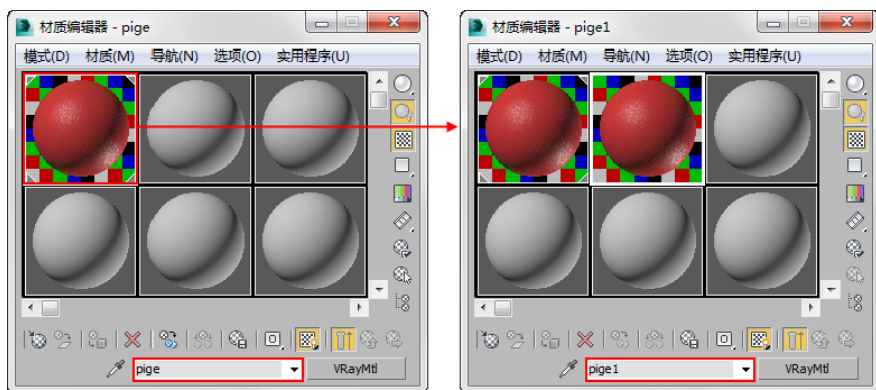 材质编辑器 - pige
模式(D) 材质(M) 导航(N) 选项(O) 实用程序(U)
pige
VRayMtl
材质编辑器 - pige1
模式(D) 材质(M) 导航(N) 选项(O) 实用程序(U)
pige1
VRayMtl